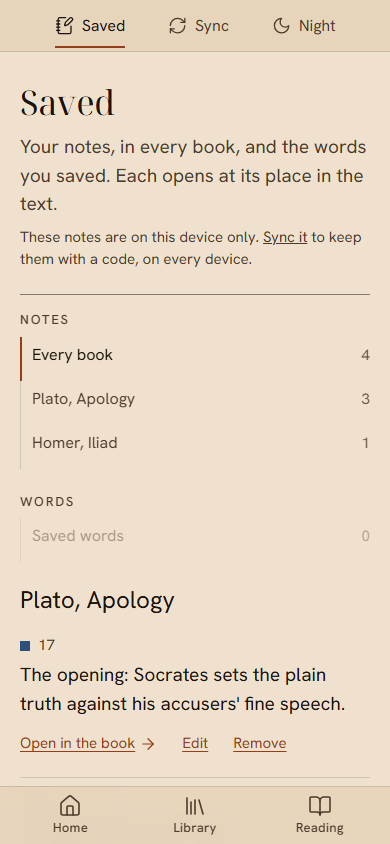 Saved
Sync
Night
Saved
Your notes, in every book, and the words
you saved. Each opens at its place in the
text.
These notes are on this device only. Sync it to keep
them with a code, on every device.
NOTES
Every book 4
Plato, Apology 3
Homer, Iliad 1
WORDS
Saved words 0
Plato, Apology
17
The opening: Socrates sets the plain
truth against his accusers' fine speech.
Open in the book → Edit Remove
Home
Library
Reading